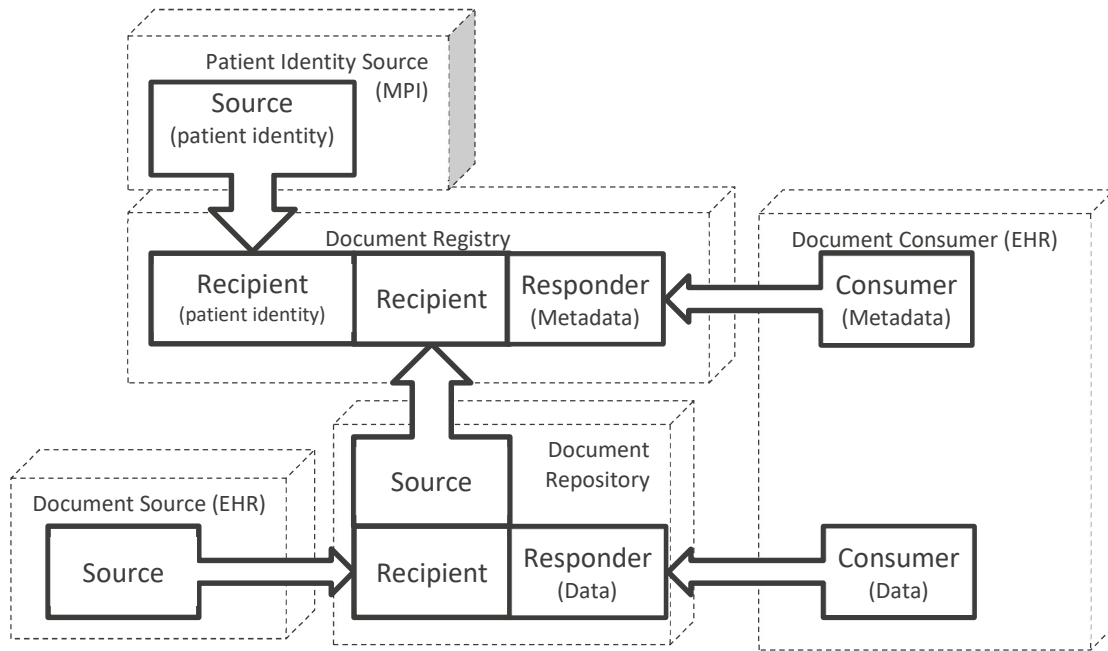 Patient Identity Source
(MPI)
Source
(patient identity)
Document Registry
Recipient
(patient identity)
Recipient
Responder
(Metadata)
Document Consumer (EHR)
Consumer
(Metadata)
Document
Repository
Source
Document Source (EHR)
Source
Recipient
Responder
(Data)
Consumer
(Data)